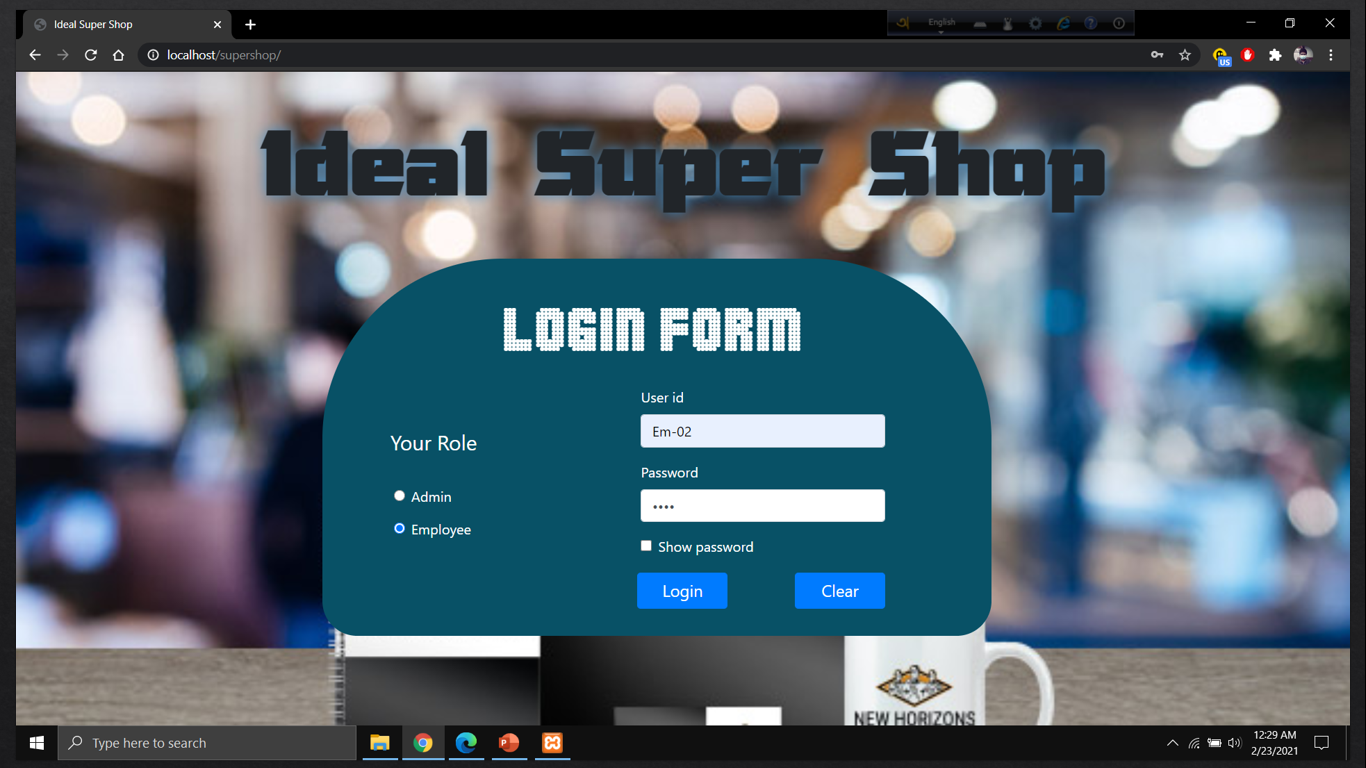 Ideal Super Shop
English
localhost/supershop/
US
Ideal Super Shop
LOGIN FORM
User id
Em-02
Your Role
Password
••••
Admin
Employee
Show password
Login
Clear
NEW HORIZONS
Type here to search
12:29 AM
2/23/2021